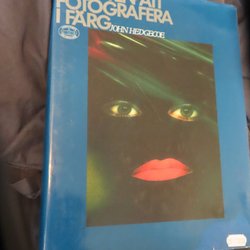 ATT
FOTOGRAFERA
I FÄRG
JOHN HEDGECOE